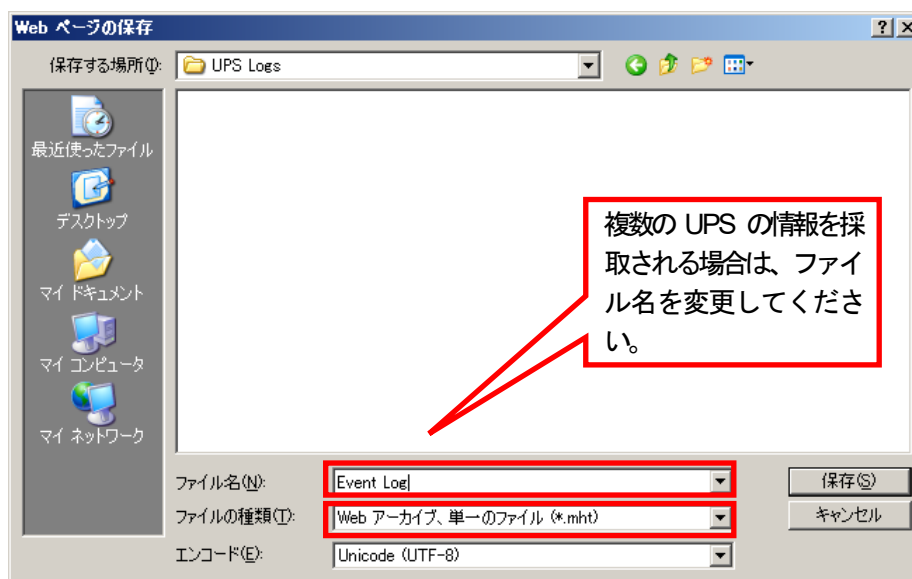 Web ページの保存
保存する場所(I):
UPS Logs
最近使ったファイル
デスクトップ
マイ ドキュメント
マイ コンピュータ
マイ ネットワーク
複数の UPS の情報を採
取される場合は、ファイ
ル名を変更してくださ
い。
ファイル名(N):
Event Log
保存(S)
ファイルの種類(T):
Web アーカイブ、単一のファイル (*.mht)
キャンセル
エンコード(E):
Unicode (UTF-8)